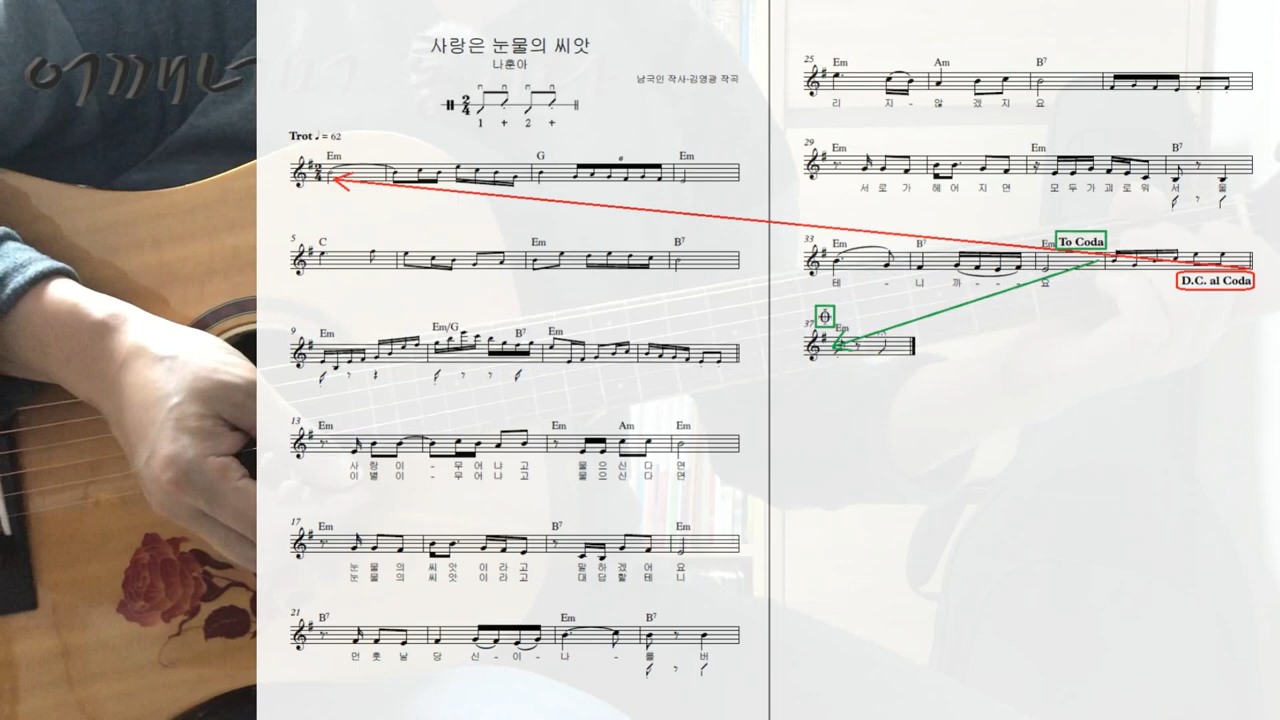 사랑은 눈물의 씨앗
나훈아
남국인 작사·김영광 작곡
2 4
1 + 2 +
Trot ♩ = 62
Em G Em
6
5
C Em B7
9
Em Em/G B7 Em
13
Em Em Am Em
사 랑 이 - 무 어 냐 고 물 으 신 다 면
이 별 이 - 무 어 냐 고 물 으 신 다 면
17
Em B7 Em
눈 물 의 씨 앗 이 라 고 말 하 겠 어 요
눈 물 의 씨 앗 이 라 고 대 답 할 테 니
21
B7 Em B7
먼 훗 날 당 신 - 이 - 나 - 를 버
25
Em Am B7
리 지 - 않 겠 지 요
29
Em Em B7
서 로 가 헤 어 지 면 모 두 가 괴 로 워 서 울
33
Em B7 Em To Coda
테 - 니 까 - - - 요
D.C. al Coda
37
Em